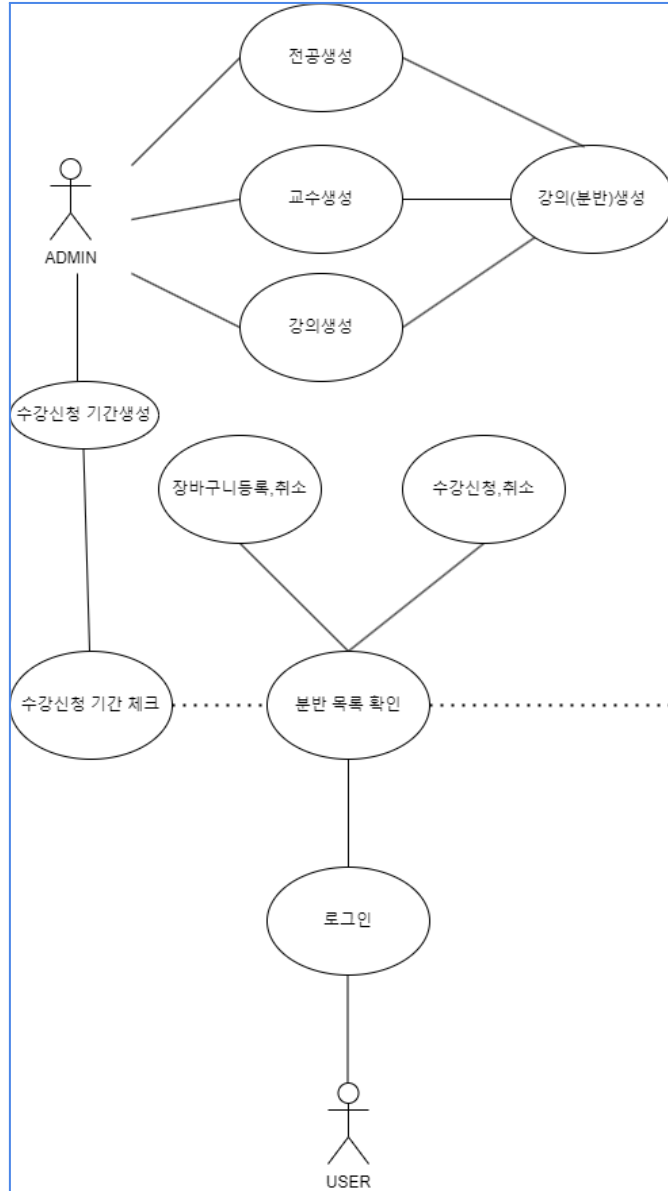 전공생성
교수생성
강의(분반)생성
ADMIN
강의생성
수강신청 기간생성
장바구니등록,취소
수강신청,취소
수강신청 기간 체크
분반 목록 확인
로그인
USER